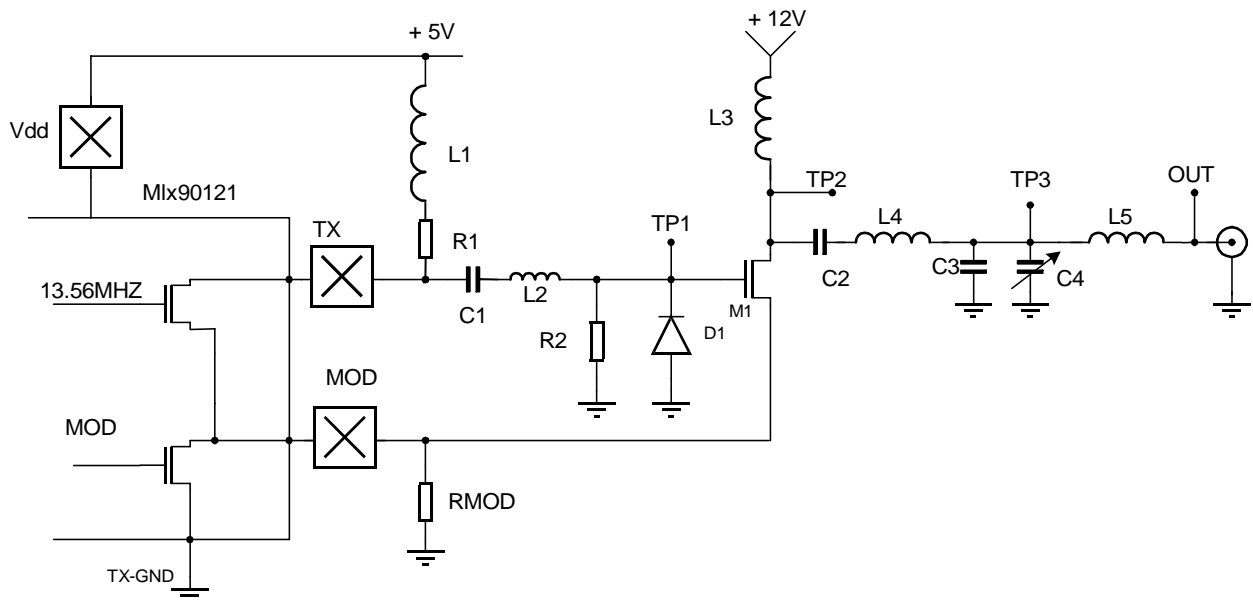 + 12V
+ 5V
Vdd
L3
L1
Mlx90121
TP2
TP3
OUT
TX
R1
TP1
L4
L5
13.56MHZ
C1
L2
C2
C3
C4
M1
R2
D1
MOD
MOD
RMOD
TX-GND